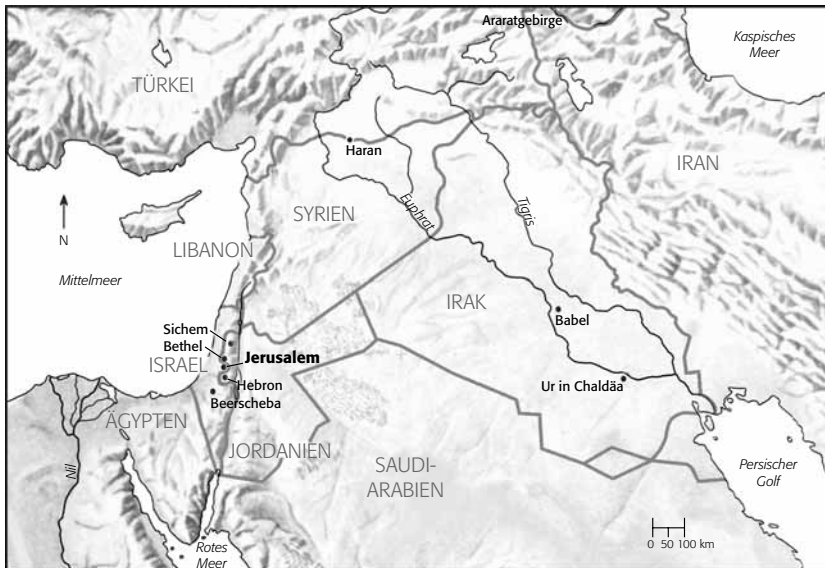 Araratgebirge
Kaspisches
Meer
TÜRKEI
Haran
IRAN
Euphrat
Tigris
SYRIEN
N
LIBANON
Mittelmeer
IRAK
Babel
Sichem
Bethel
Jerusalem
ISRAEL
Hebron
Ur in Chaldäa
Beerscheba
ÄGYPTEN
JORDANIEN
SAUDI-
ARABIEN
Nil
Persischer
Golf
Rotes
Meer
0 50 100 km